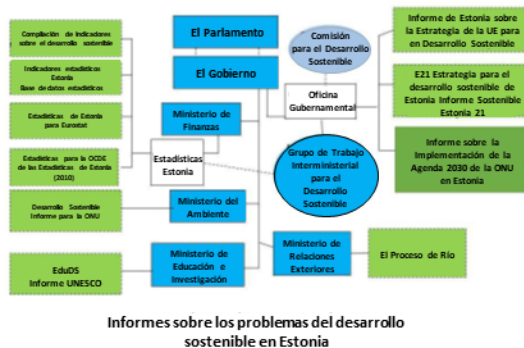 Compilación de Indicadores
sobre el desarrollo sostenible
Indicadores estadísticos
Estonia
Base de datos estadísticos
Estadísticas de Estonia
para Eurostat
Estadísticas para la OCDE
de las Estadísticas de Estonia
(2010)
Desarrollo Sostenible
Informe para la ONU
EduDS
Informe UNESCO
El Parlamento
El Gobierno
Ministerio de
Finanzas
Estadísticas
Estonia
Ministerio del
Ambiente
Ministerio de
Educación e
Investigación
Comisión
para el Desarrollo
Sostenible
Oficina
Gubernamental
Grupo de Trabajo
Interministerial
para el
Desarrollo
Sostenible
Ministerio de
Relaciones
Exteriores
Informe de Estonia sobre
la Estrategia de la UE para
en Desarrollo Sostenible
E21 Estrategia para el
desarrollo sostenible de
Estonia Informe Sostenible
Estonia 21
Informe sobre la
Implementación de la
Agenda 2030 de la ONU
en Estonia
El Proceso de Río
Informes sobre los problemas del desarrollo
sostenible en Estonia